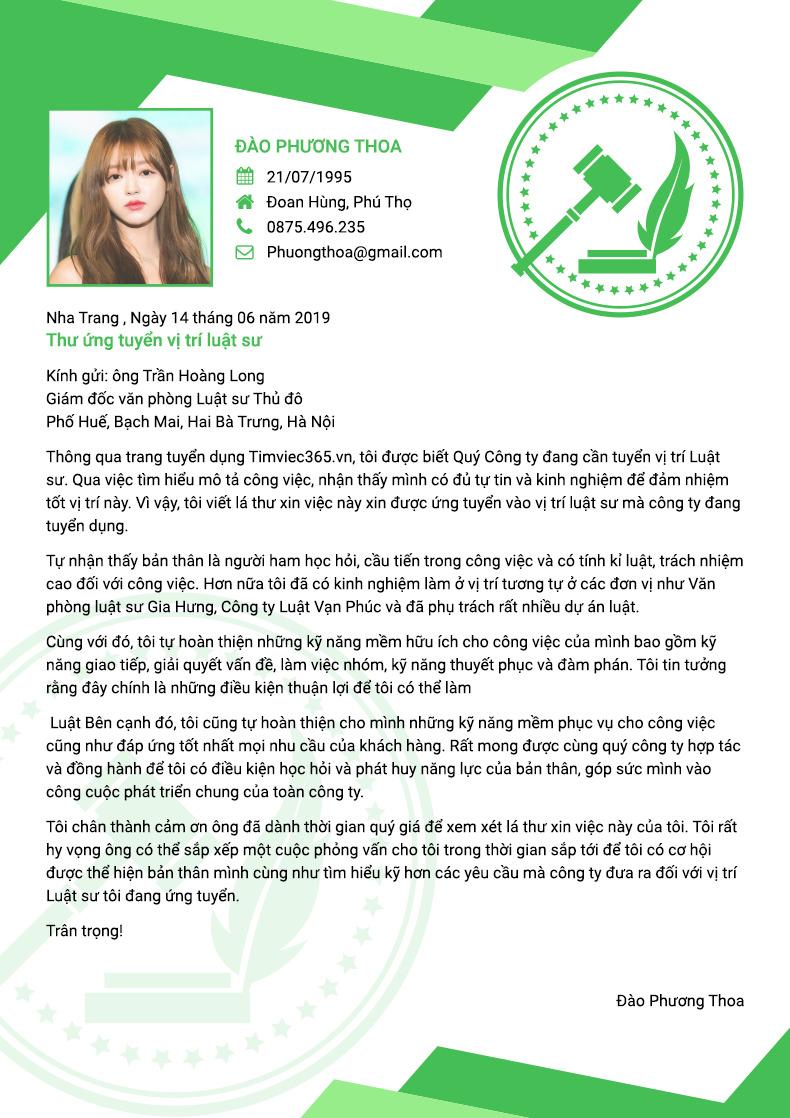 ĐÀO PHƯƠNG THOA
21/07/1995
Đoan Hùng, Phú Thọ
0875.496.235
Phuongthoa@gmail.com
Nha Trang , Ngày 14 tháng 06 năm 2019
Thư ứng tuyển vị trí luật sư
Kính gửi: ông Trần Hoàng Long
Giám đốc văn phòng Luật sư Thủ đô
Phố Huế, Bạch Mai, Hai Bà Trưng, Hà Nội
Thông qua trang tuyển dụng Timviec365.vn, tôi được biết Quý Công ty đang cần tuyển vị trí Luật
sư. Qua việc tìm hiểu mô tả công việc, nhận thấy mình có đủ tự tin và kinh nghiệm để đảm nhiệm
tốt vị trí này. Vì vậy, tôi viết lá thư xin việc này xin được ứng tuyển vào vị trí luật sư mà công ty đang
tuyển dụng.
Tự nhận thấy bản thân là người ham học hỏi, cầu tiến trong công việc và có tính kỉ luật, trách nhiệm
cao đối với công việc. Hơn nữa tôi đã có kinh nghiệm làm ở vị trí tương tự ở các đơn vị như Văn
phòng luật sư Gia Hưng, Công ty Luật Vạn Phúc và đã phụ trách rất nhiều dự án luật.
Cùng với đó, tôi tự hoàn thiện những kỹ năng mềm hữu ích cho công việc của mình bao gồm kỹ
năng giao tiếp, giải quyết vấn đề, làm việc nhóm, kỹ năng thuyết phục và đàm phán. Tôi tin tưởng
rằng đây chính là những điều kiện thuận lợi để tôi có thể làm
Luật Bên cạnh đó, tôi cũng tự hoàn thiện cho mình những kỹ năng mềm phục vụ cho công việc
cũng như đáp ứng tốt nhất mọi nhu cầu của khách hàng. Rất mong được cùng quý công ty hợp tác
và đồng hành để tôi có điều kiện học hỏi và phát huy năng lực của bản thân, góp sức mình vào
công cuộc phát triển chung của toàn công ty.
Tôi chân thành cảm ơn ông đã dành thời gian quý giá để xem xét lá thư xin việc này của tôi. Tôi rất
hy vọng ông có thể sắp xếp một cuộc phỏng vấn cho tôi trong thời gian sắp tới để tôi có cơ hội
được thể hiện bản thân mình cùng như tìm hiểu kỹ hơn các yêu cầu mà công ty đưa ra đối với vị trí
Luật sư tôi đang ứng tuyển.
Trân trọng!
Đào Phương Thoa